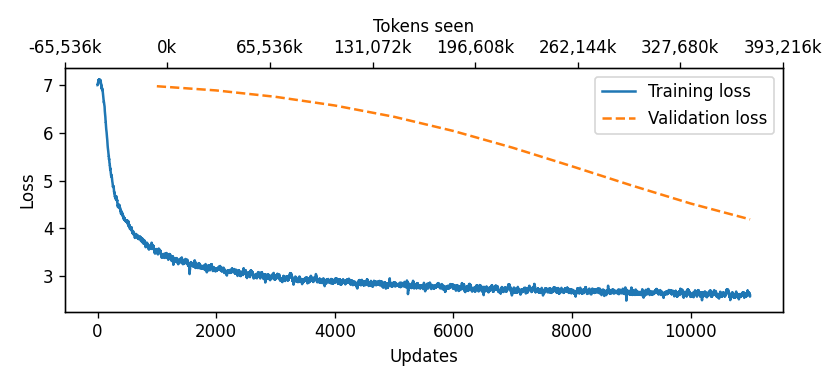 Tokens seen
-65,536k 0k 65,536k 131,072k 196,608k 262,144k 327,680k 393,216k
7
Training loss
Validation loss
6
5
4
3
Loss
0 2000 4000 6000 8000 10000
Updates